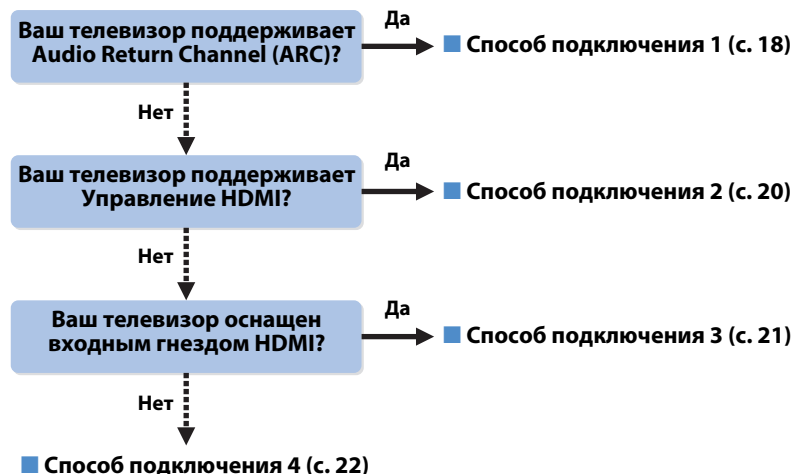 Ваш телевизор поддерживает
Audio Return Channel (ARC)?
Да
■ Способ подключения 1 (с. 18)
Нет
Ваш телевизор поддерживает
Управление HDMI?
Да
■ Способ подключения 2 (с. 20)
Нет
Ваш телевизор оснащен
входным гнездом HDMI?
Да
■ Способ подключения 3 (с. 21)
Нет
■ Способ подключения 4 (с. 22)